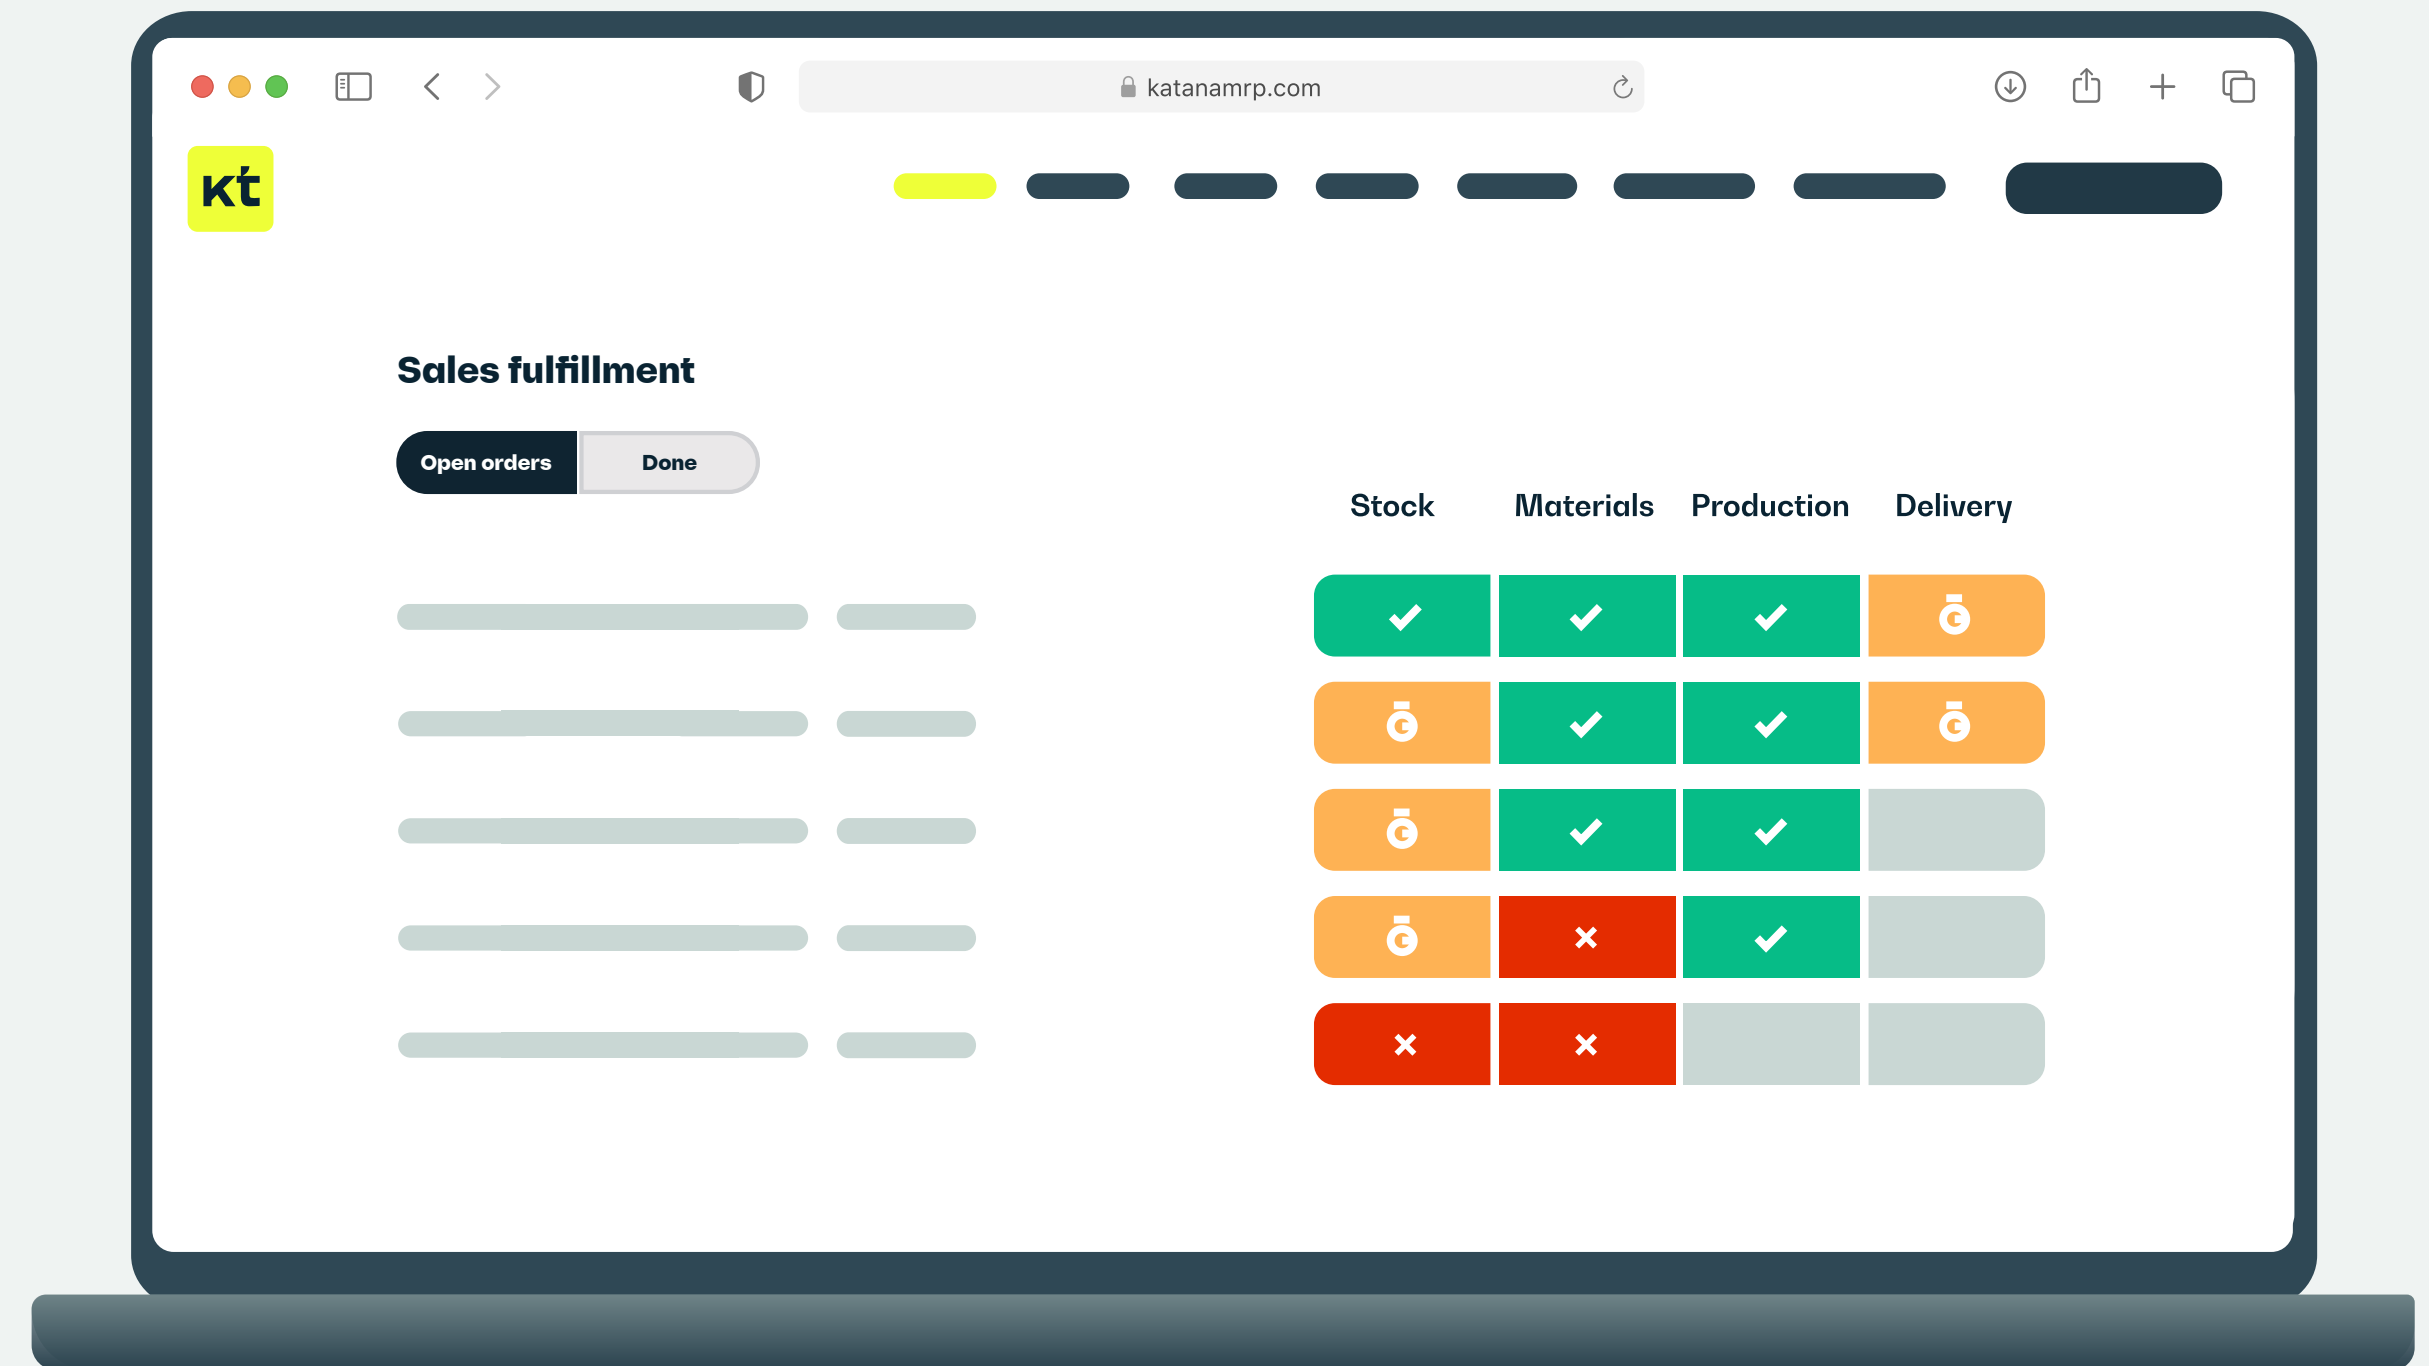 katanamrp.com
Kt
Sales fulfillment
Open orders Done
Stock Materials Production Delivery